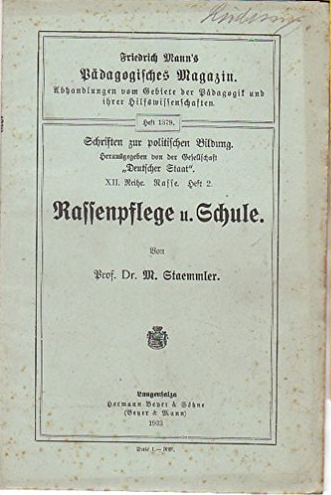 Friedrich Mann's
Pädagogisches Magazin.
Abhandlungen vom Gebiete der Pädagogik und
ihrer Hilfswissenschaften.
Heft 1379.
Schriften zur politischen Bildung.
Herausgegeben von der Gesellschaft
„Deutscher Staat".
XII. Reihe. Rasse. Heft 2.
Rassenpflege u. Schule.
Von
Prof. Dr. M. Staemmler.
Langensalza
Hermann Beyer & Söhne
(Beyer & Mann)
1933
Preis 1.— RM.